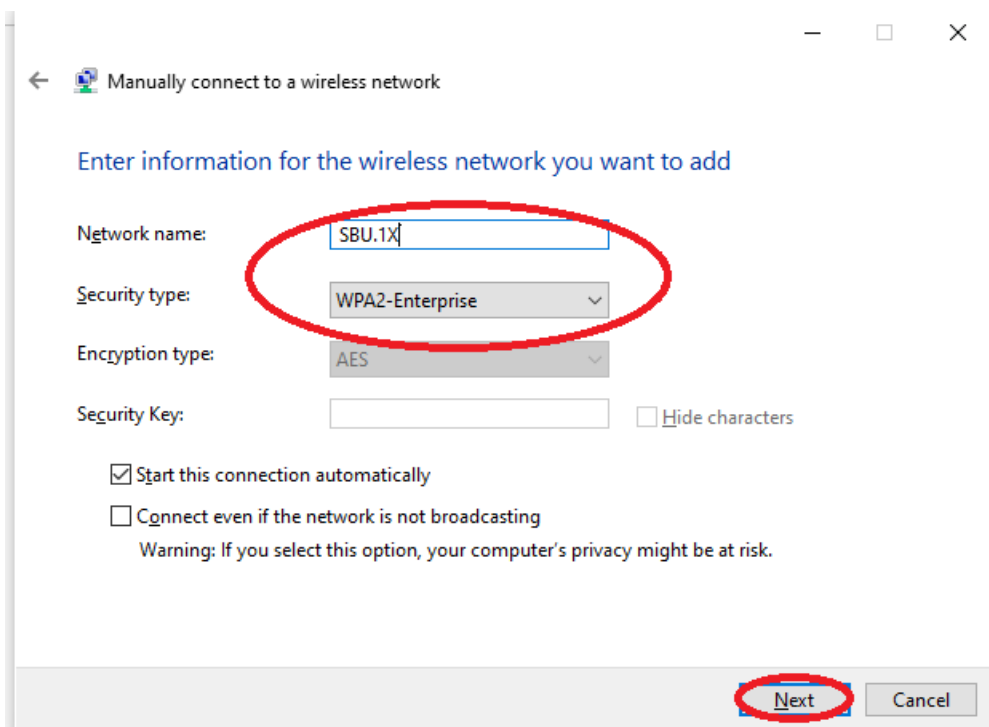 Manually connect to a wireless network
Enter information for the wireless network you want to add
Network name: SBU.1X
Security type: WPA2-Enterprise
Encryption type: AES
Security Key: Hide characters
Start this connection automatically
Connect even if the network is not broadcasting
Warning: If you select this option, your computer's privacy might be at risk.
Next Cancel